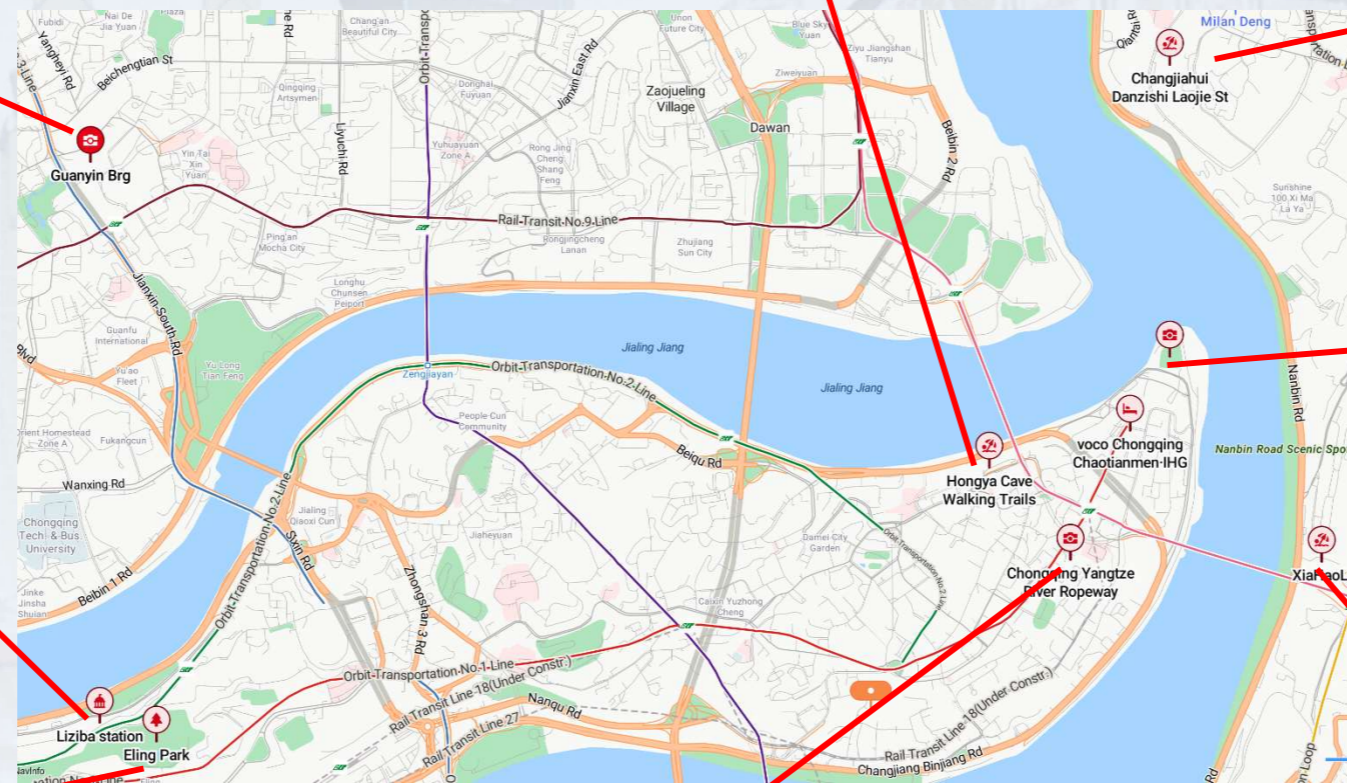 Nai De
Jia Yuan
Plaza
Fubidi
Yangheyi Rd
Beichengtian St
Chang'an
Beautiful City
Orbit-Transpo
Union
Future City
Blue Sky
Yuan
Ziyu Jiangshan
Tianyu
Milan Deng
Changjiahui
Danzishi Laojie St
Qingqing
Artsymen
Donghai
Fuyuan
Jianxin East Rd
Zaojueling
Village
Ziweiyuan
Dawan
Beibin 2 Rd
Guanyin Brg
Yin Tai
Xin
Yuan
Liyuchi Rd
Yuhuayuan
Zone A
Rong Jing
Cheng
Shang
Feng
Sunshine
100 Xi Ma
La Ya
Rail-Transit-No.9-Line
Ping'an
Mocha City
Rongjingcheng
Lanan
Zhujiang
Sun City
Longhu
Chunsen
Peiport
Jianxin-South-Rd
Guanfu
International
Blvd
Yu'ao
Fleet
Yu Long
Tian Feng
Jialing Jiang
Jialing Jiang
Zengjiayan
Orbit-Transportation-No.2-Line
Nanbin Rd
People Cun
Community
Orient Homestead
Zone A
Fukangcun
voco Chongqing
Chaotianmen·IHG
Nanbin Road Scenic Spo
Beiqu Rd
Hongya Cave
Walking Trails
Wanxing Rd
Chongqing
Tech & Bus.
University
Jialing
Qiaoxi Cun
Jiaheyuan
Damei City
Garden
Orbit Transportation No.2 Line
Orbit-Transportation-No.2-Line
Sixin Rd
Zhongshan 3 Rd
Chongqing Yangtze
River Ropeway
Jinke
Jinsha
Shuian
Beibin 1 Rd
Caixin Yuzhong
Cheng
Orbit-Transportation-No.1-Line
Rail Transit Line 18(Under Constr.)
Rail Transit Line 27
Nanqu Rd
Rail Transit Line 18(Under Constr.)
Changjiang Binjiang Rd
Liziba station
Eling Park
NavInfo
n Loop